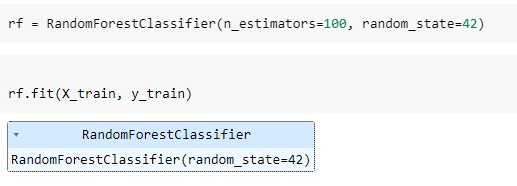 rf = RandomForestClassifier(n_estimators=100, random_state=42)
rf.fit(X_train, y_train)
RandomForestClassifier
RandomForestClassifier(random_state=42)